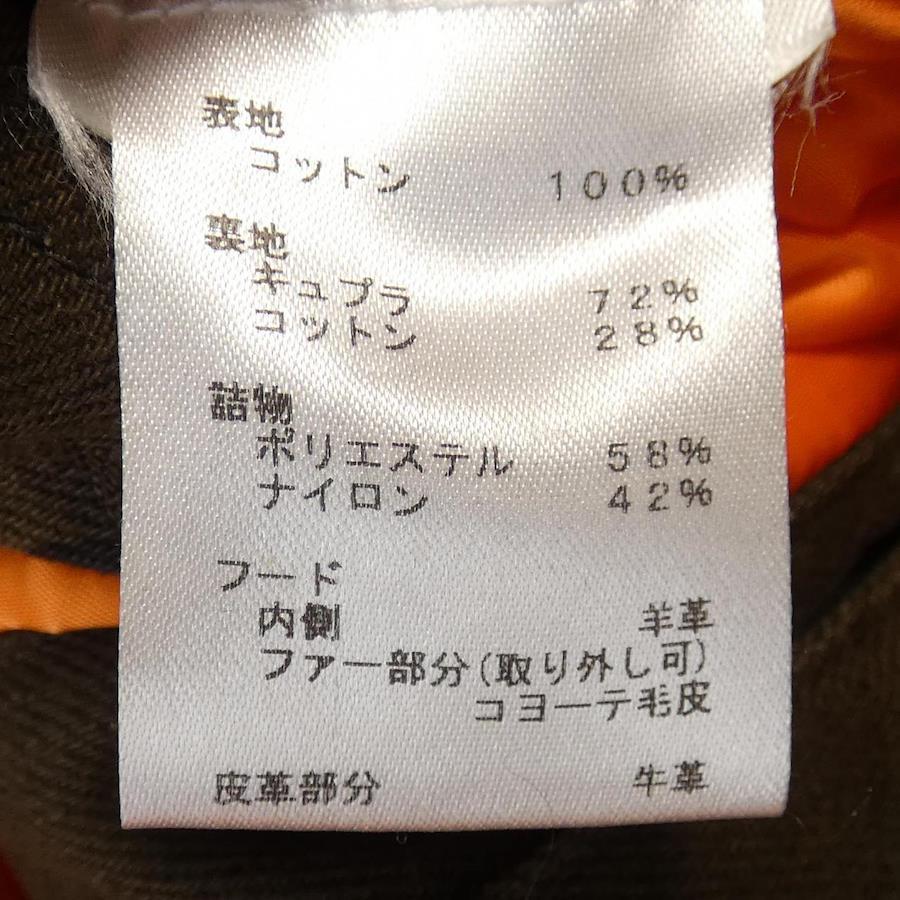 表地
コットン 100%
裏地
キュプラ 72%
コットン 28%
詰物
ポリエステル 58%
ナイロン 42%
フード
内側 羊革
ファー部分(取り外し可)
コヨーテ毛皮
皮革部分 牛革